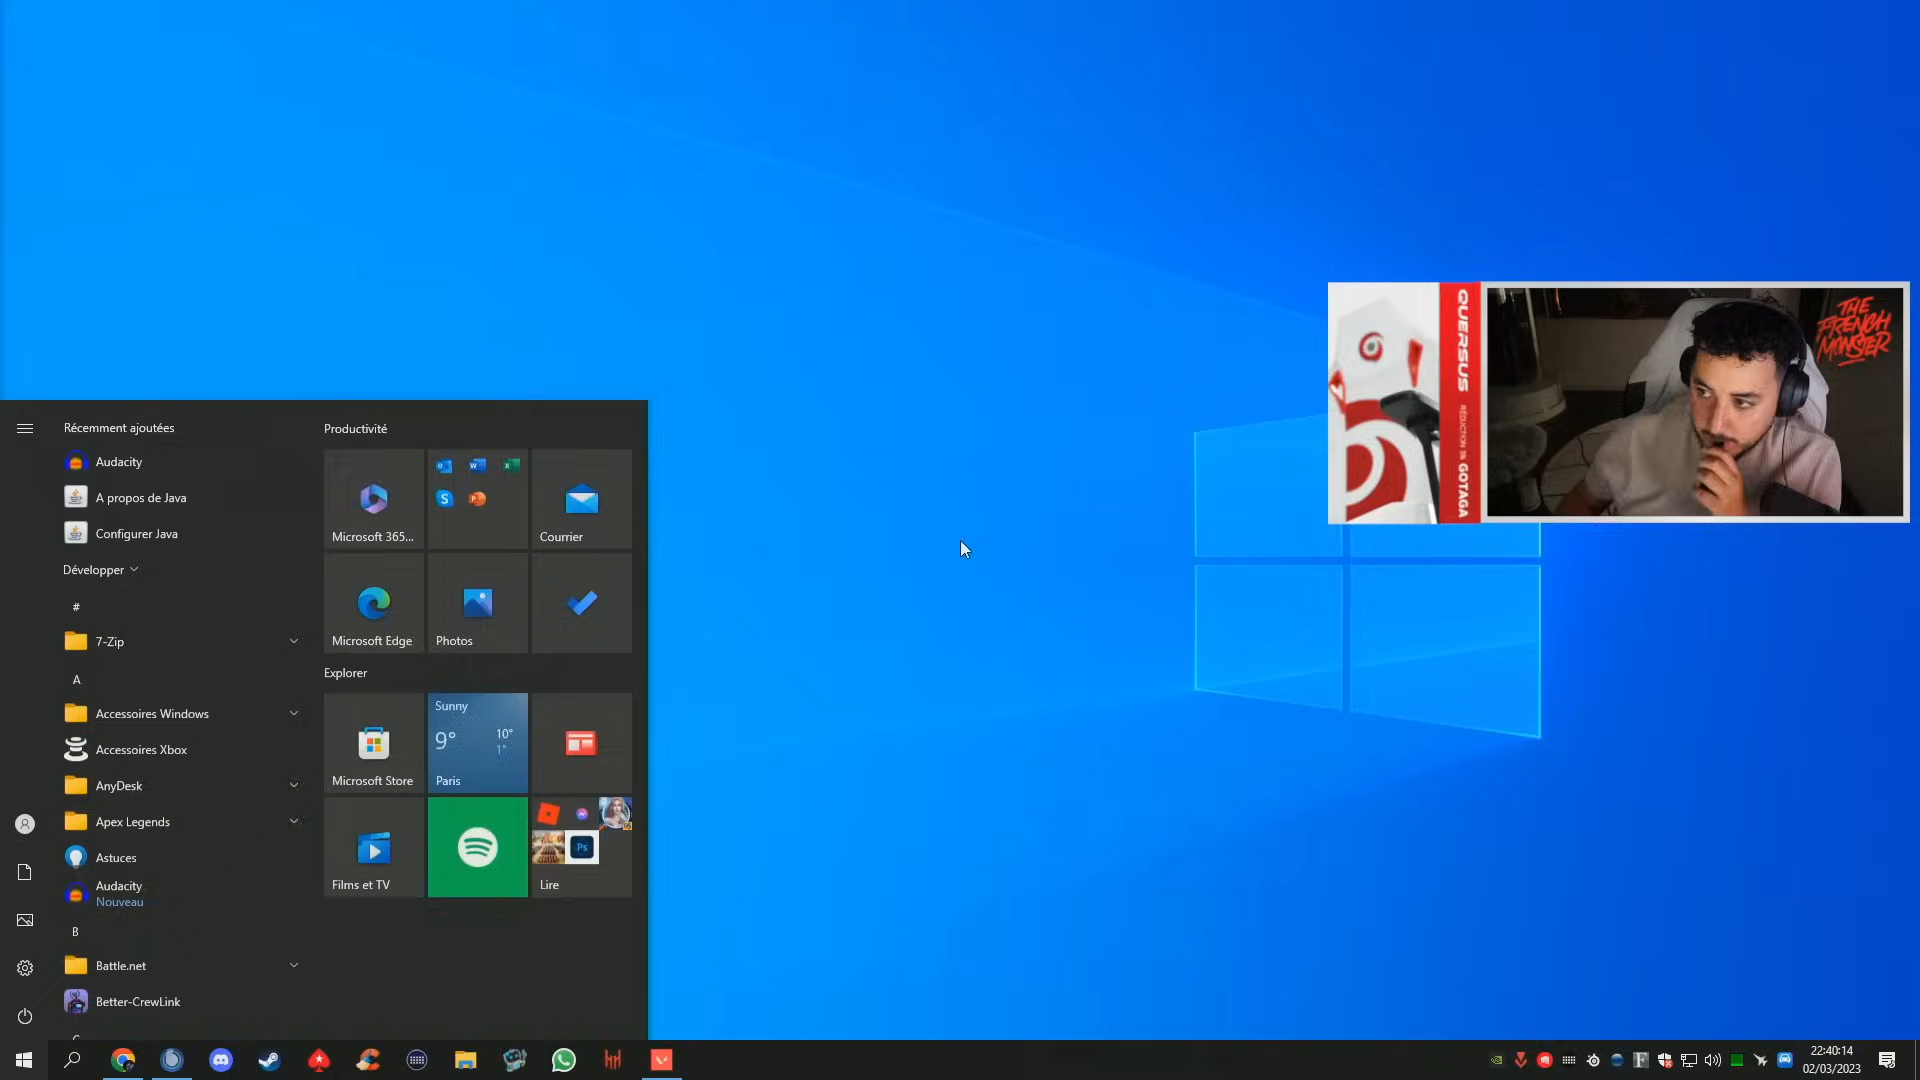 Récemment ajoutées
Audacity
A propos de Java
Configurer Java
Développer
#
7-Zip
A
Accessoires Windows
Accessoires Xbox
AnyDesk
Apex Legends
Astuces
Audacity
Nouveau
B
Battle.net
Better-CrewLink
Productivité
Microsoft 365...
Courrier
Microsoft Edge
Photos
Explorer
Microsoft Store
Sunny
9°
10°
1°
Paris
Films et TV
Ps
Lire
QUERSUS
GOTAGA
THE
FRENCH
MONSTER
22:40:14
02/03/2023